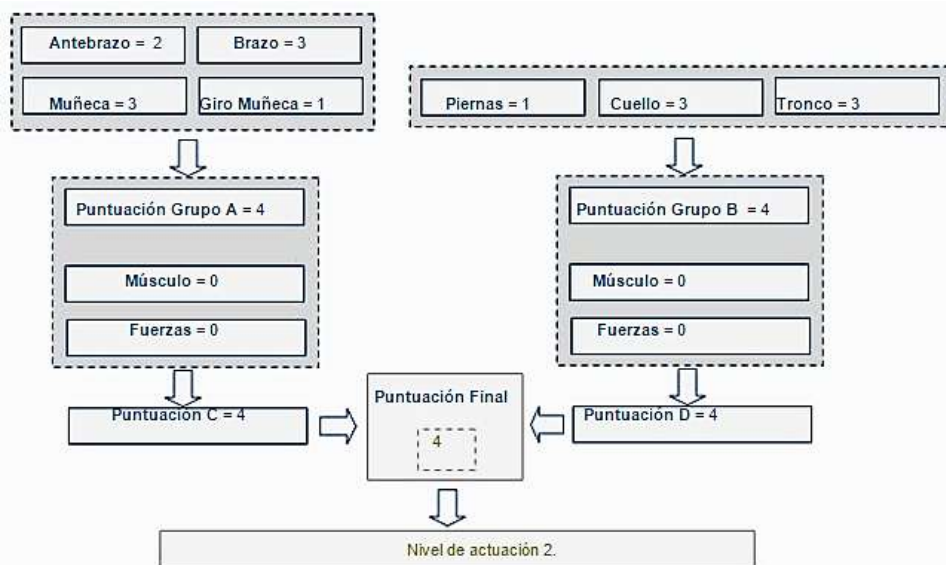 Antebrazo = 2
Brazo = 3
Muñeca = 3
Giro Muñeca = 1
Piernas = 1
Cuello = 3
Tronco = 3
Puntuación Grupo A = 4
Músculo = 0
Fuerzas = 0
Puntuación Grupo B = 4
Músculo = 0
Fuerzas = 0
Puntuación C = 4
Puntuación Final
4
Puntuación D = 4
Nivel de actuación 2.